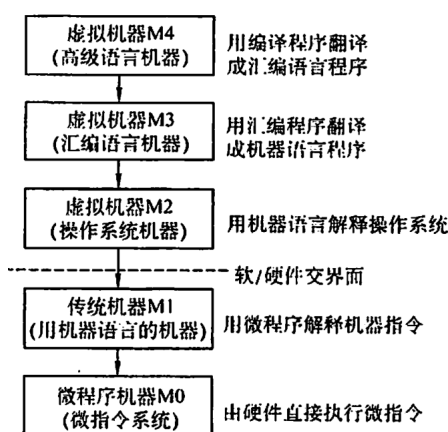 虚拟机器M4
(高级语言机器)
用编译程序翻译
成汇编语言程序
虚拟机器M3
(汇编语言机器)
用汇编程序翻译
成机器语言程序
虚拟机器M2
(操作系统机器)
用机器语言解释操作系统
软/硬件交界面
传统机器M1
(用机器语言的机器)
用微程序解释机器指令
微程序机器M0
(微指令系统)
由硬件直接执行微指令